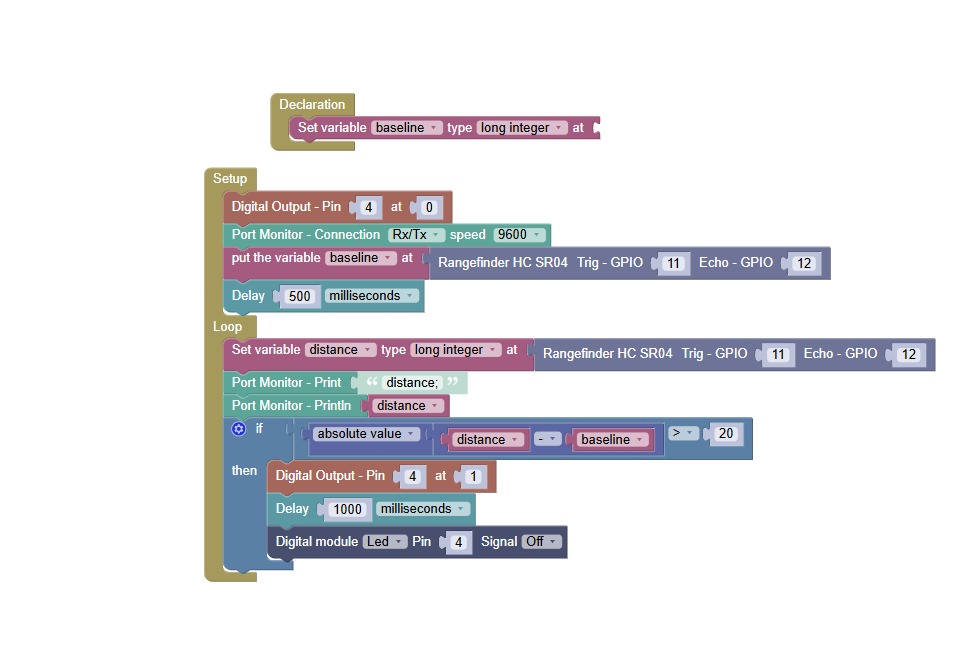 Declaration
Set variable baseline type long integer at
Setup
Digital Output - Pin 4 at 0
Port Monitor - Connection Rx/Tx speed 9600
put the variable baseline at Rangefinder HC SR04 Trig - GPIO 11 Echo - GPIO 12
Delay 500 milliseconds
Loop
Set variable distance type long integer at Rangefinder HC SR04 Trig - GPIO 11 Echo - GPIO 12
Port Monitor - Print “ distance; ”
Port Monitor - Println distance
if absolute value distance - baseline > 20
then Digital Output - Pin 4 at 1
Delay 1000 milliseconds
Digital module Led Pin 4 Signal Off